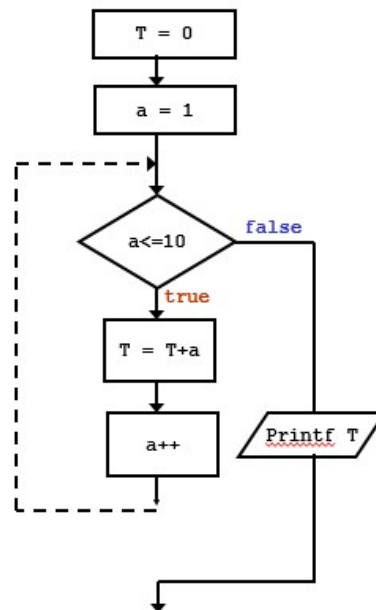 T = 0
a = 1
a<=10
false
true
T = T+a
a++
Printf T